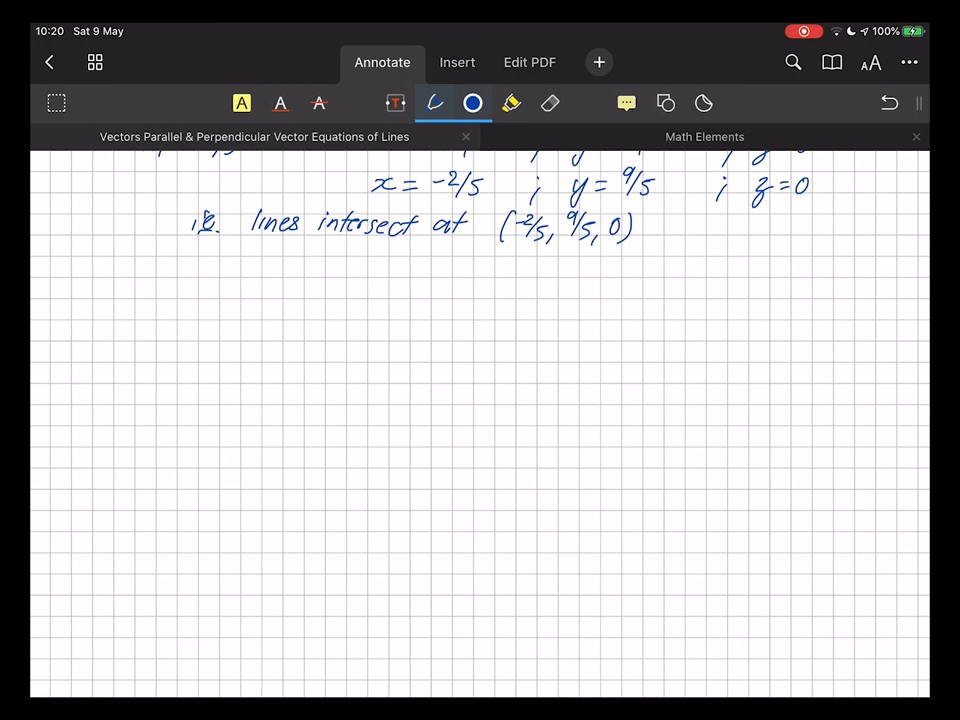 10:20 Sat 9 May 100%
Annotate Insert Edit PDF
A A A T AA
Vectors Parallel & Perpendicular Vector Equations of Lines × Math Elements ×
x = -2/5 ; y = 9/5 ; z = 0
i.e. lines intersect at (-2/5, 9/5, 0)